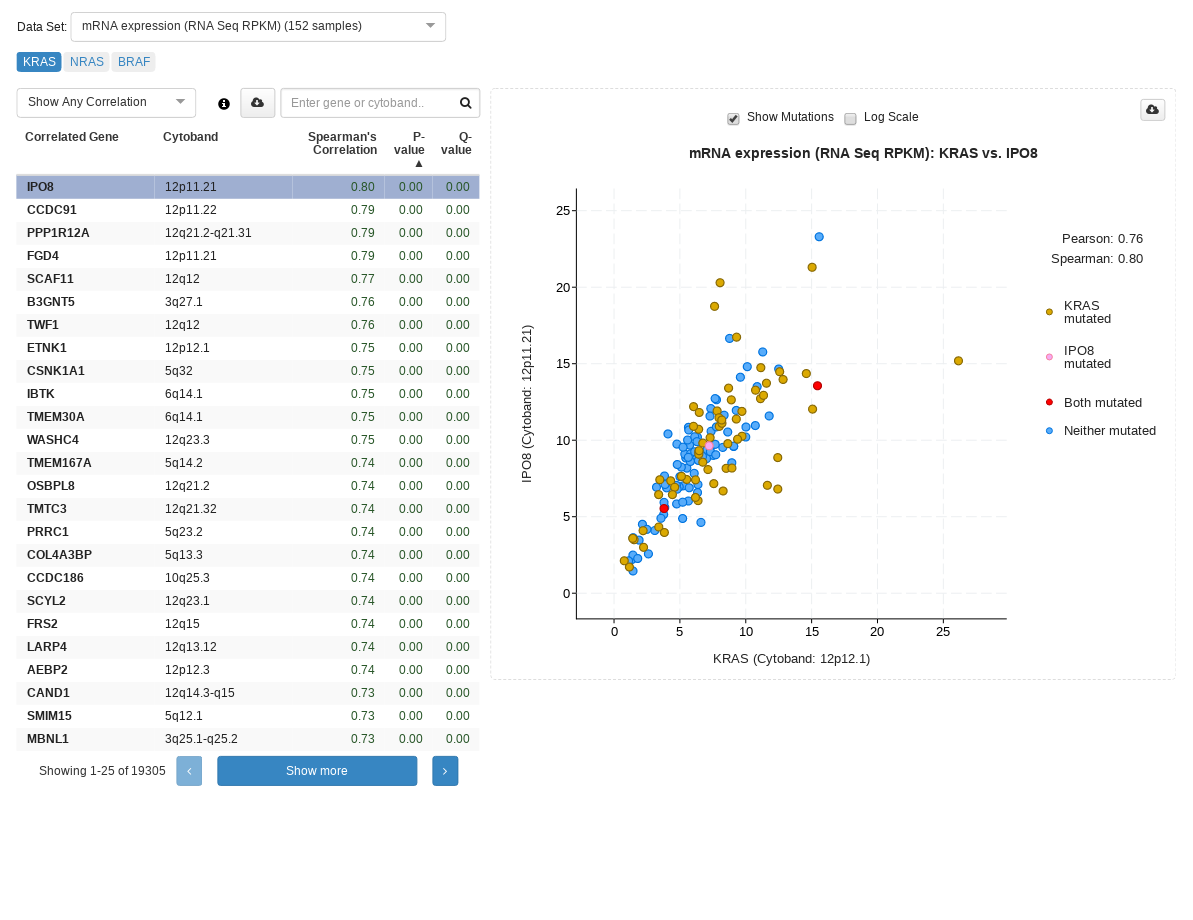 Data Set: mRNA expression (RNA Seq RPKM) (152 samples)
KRAS NRAS BRAF
Show Any Correlation Enter gene or cytoband..
Correlated Gene Cytoband Spearman's Correlation P-value ▲ Q-value
IPO8 12p11.21 0.80 0.00 0.00
CCDC91 12p11.22 0.79 0.00 0.00
PPP1R12A 12q21.2-q21.31 0.79 0.00 0.00
FGD4 12p11.21 0.79 0.00 0.00
SCAF11 12q12 0.77 0.00 0.00
B3GNT5 3q27.1 0.76 0.00 0.00
TWF1 12q12 0.76 0.00 0.00
ETNK1 12p12.1 0.75 0.00 0.00
CSNK1A1 5q32 0.75 0.00 0.00
IBTK 6q14.1 0.75 0.00 0.00
TMEM30A 6q14.1 0.75 0.00 0.00
WASHC4 12q23.3 0.75 0.00 0.00
TMEM167A 5q14.2 0.74 0.00 0.00
OSBPL8 12q21.2 0.74 0.00 0.00
TMTC3 12q21.32 0.74 0.00 0.00
PRRC1 5q23.2 0.74 0.00 0.00
COL4A3BP 5q13.3 0.74 0.00 0.00
CCDC186 10q25.3 0.74 0.00 0.00
SCYL2 12q23.1 0.74 0.00 0.00
FRS2 12q15 0.74 0.00 0.00
LARP4 12q13.12 0.74 0.00 0.00
AEBP2 12p12.3 0.74 0.00 0.00
CAND1 12q14.3-q15 0.73 0.00 0.00
SMIM15 5q12.1 0.73 0.00 0.00
MBNL1 3q25.1-q25.2 0.73 0.00 0.00
Showing 1-25 of 19305 ‹ Show more ›
Show Mutations Log Scale
mRNA expression (RNA Seq RPKM): KRAS vs. IPO8
25
20
15
10
5
0
IPO8 (Cytoband: 12p11.21)
0 5 10 15 20 25
KRAS (Cytoband: 12p12.1)
Pearson: 0.76
Spearman: 0.80
KRAS
mutated
IPO8
mutated
Both mutated
Neither mutated